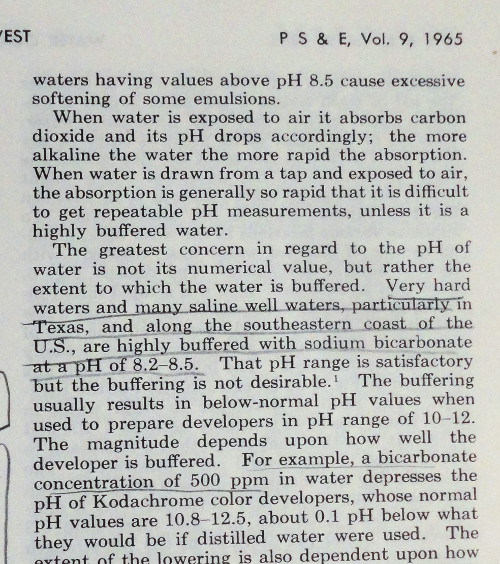 VEST
P S & E, Vol. 9, 1965
waters having values above pH 8.5 cause excessive
softening of some emulsions.
When water is exposed to air it absorbs carbon
dioxide and its pH drops accordingly; the more
alkaline the water the more rapid the absorption.
When water is drawn from a tap and exposed to air,
the absorption is generally so rapid that it is difficult
to get repeatable pH measurements, unless it is a
highly buffered water.
The greatest concern in regard to the pH of
water is not its numerical value, but rather the
extent to which the water is buffered. Very hard
waters and many saline well waters, particularly in
Texas, and along the southeastern coast of the
U.S., are highly buffered with sodium bicarbonate
at a pH of 8.2–8.5. That pH range is satisfactory
but the buffering is not desirable.¹ The buffering
usually results in below-normal pH values when
used to prepare developers in pH range of 10–12.
The magnitude depends upon how well the
developer is buffered. For example, a bicarbonate
concentration of 500 ppm in water depresses the
pH of Kodachrome color developers, whose normal
pH values are 10.8–12.5, about 0.1 pH below what
they would be if distilled water were used. The
extent of the lowering is also dependent upon how